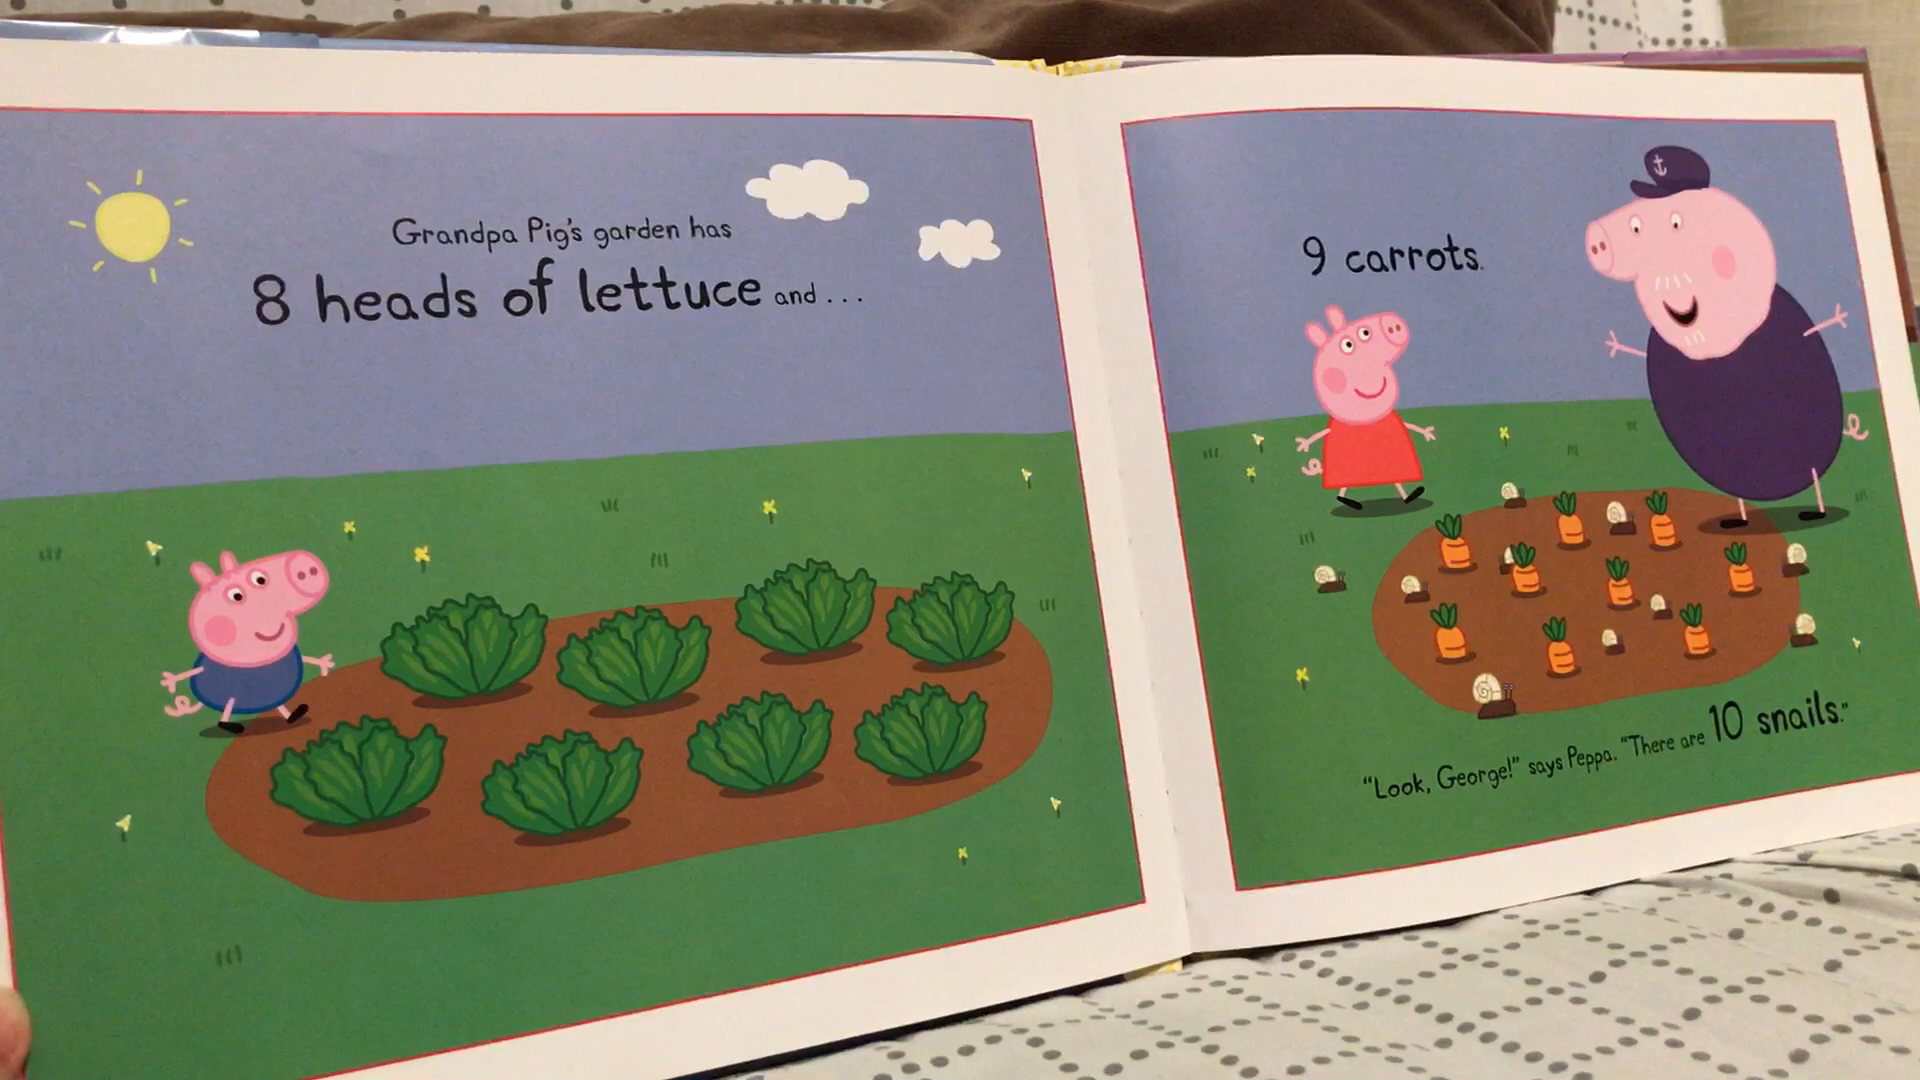 Grandpa Pig's garden has
8 heads of lettuce and...
9 carrots.
"Look, George!" says Peppa. "There are 10 snails."